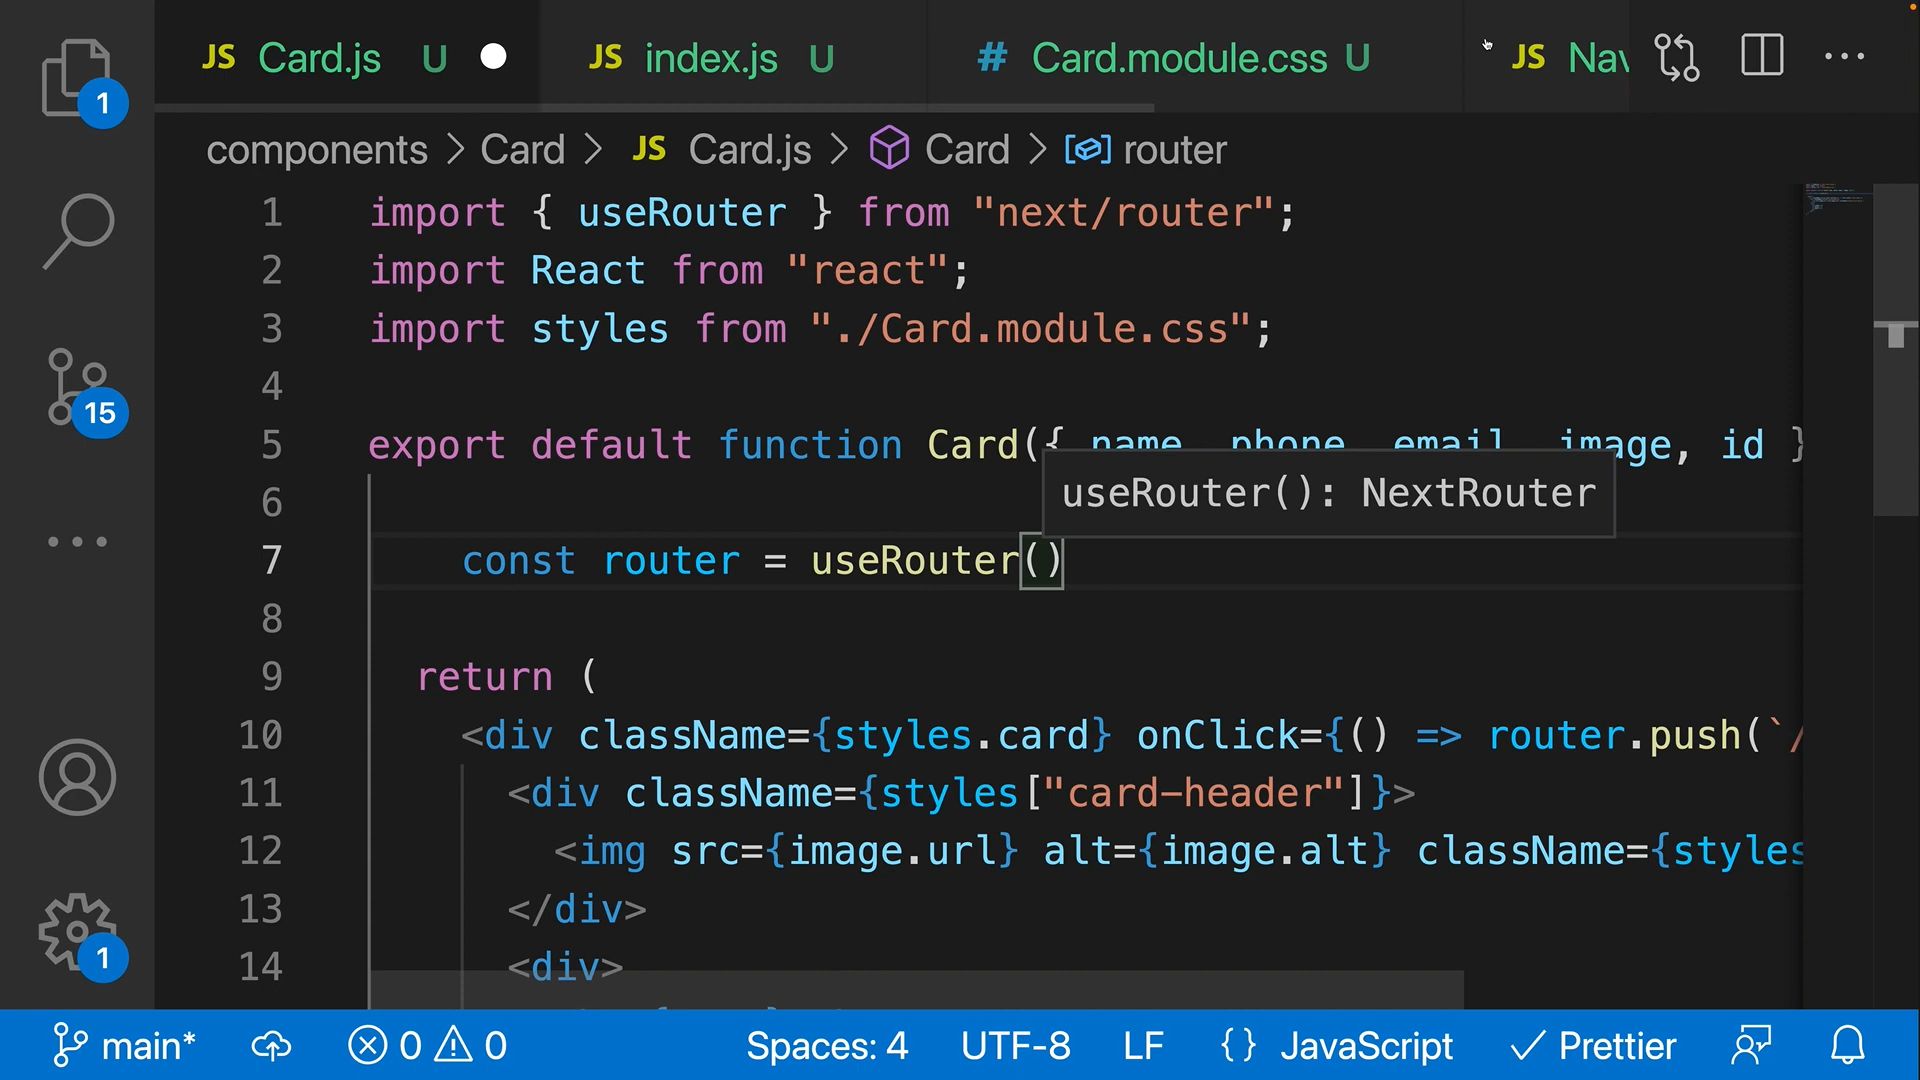 JS Card.js U
JS index.js U
# Card.module.css U
JS Nav
1
components > Card > JS Card.js > Card > router
1 import { useRouter } from "next/router";
2 import React from "react";
3 import styles from "./Card.module.css";
4
5 export default function Card({ name, phone, email, image, id }
6
useRouter(): NextRouter
7 const router = useRouter()
8
9 return (
10 <div className={styles.card} onClick={() => router.push(`/
11 <div className={styles["card-header"]}>
12 <img src={image.url} alt={image.alt} className={styles
13 </div>
14 <div>
15
1
main* 0 0 Spaces: 4 UTF-8 LF {} JavaScript Prettier